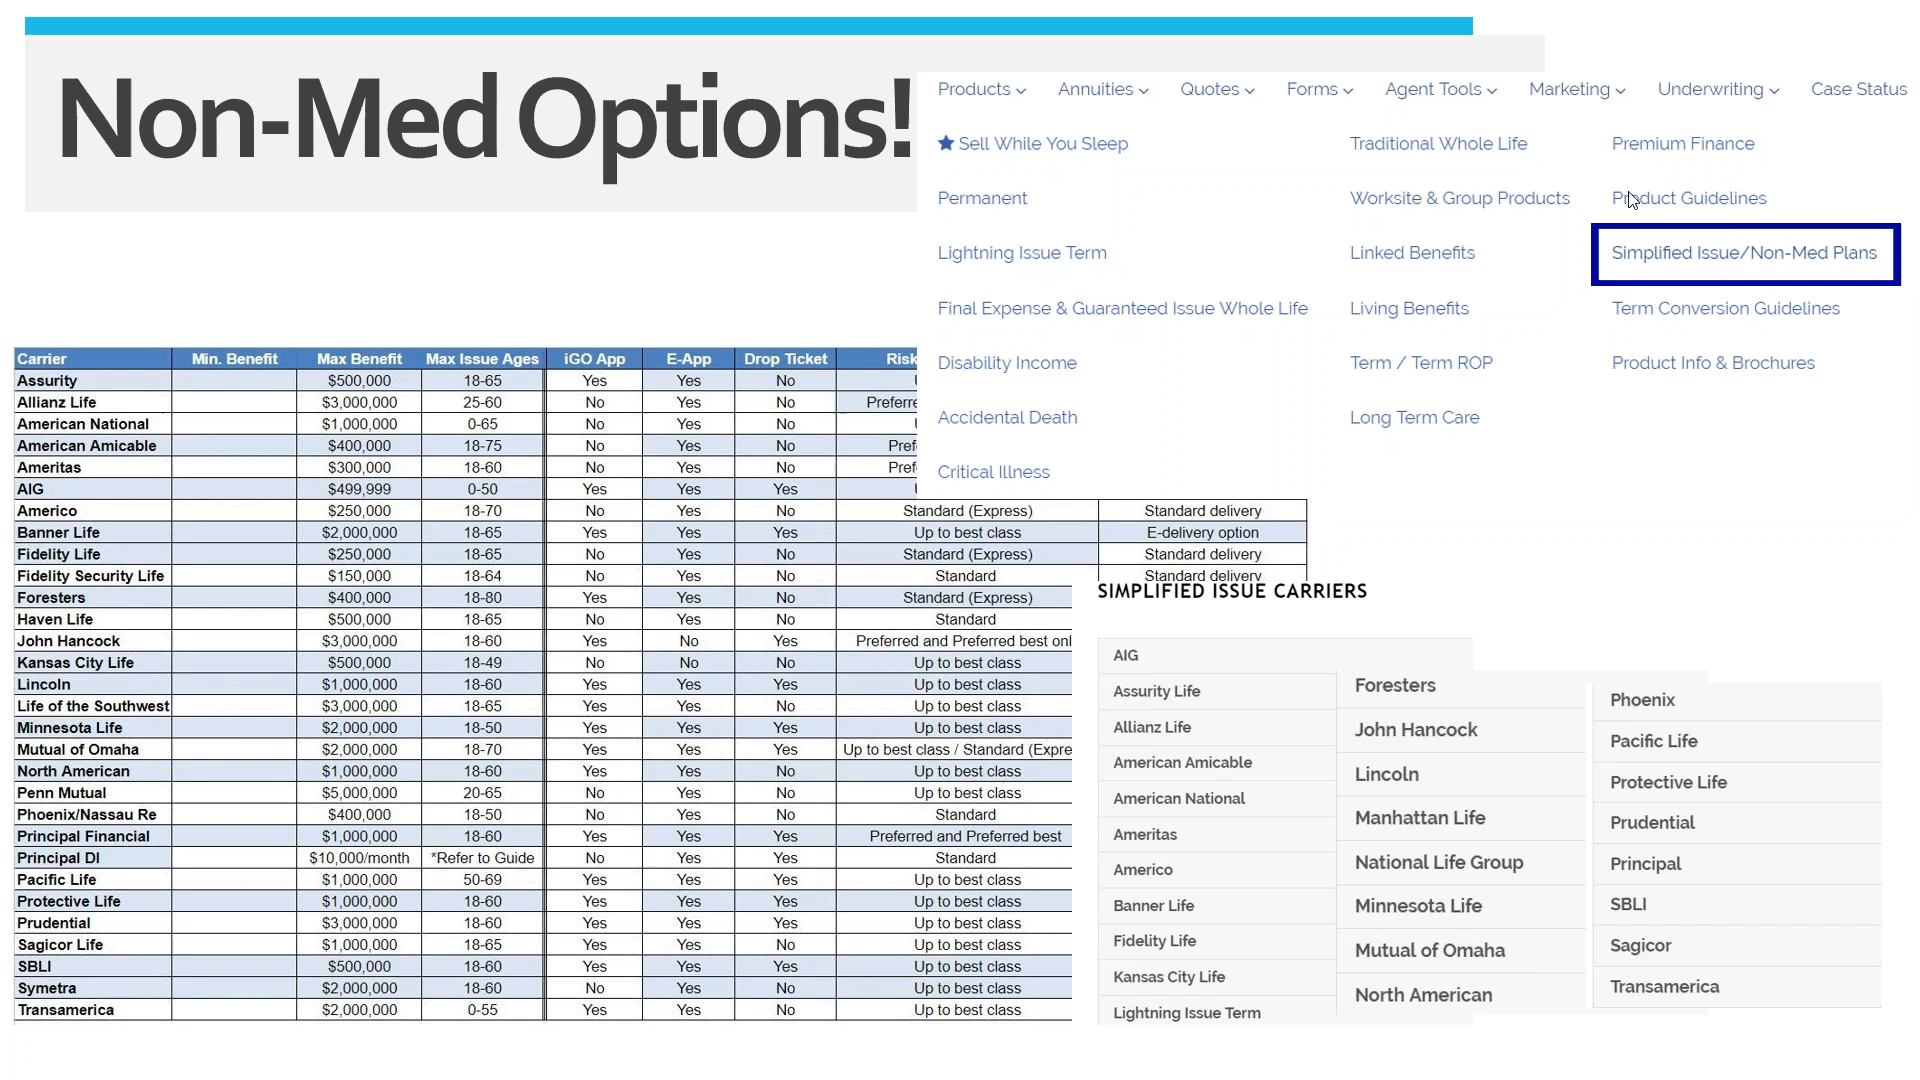 Non-Med Options!
Products Annuities Quotes Forms Agent Tools Marketing Underwriting Case Status
Sell While You Sleep Traditional Whole Life Premium Finance
Permanent Worksite & Group Products Product Guidelines
Lightning Issue Term Linked Benefits Simplified Issue/Non-Med Plans
Final Expense & Guaranteed Issue Whole Life Living Benefits Term Conversion Guidelines
Disability Income Term / Term ROP Product Info & Brochures
Accidental Death Long Term Care
Critical Illness
Carrier Min. Benefit Max Benefit Max Issue Ages iGO App E-App Drop Ticket Risk
Assurity $500,000 18-65 Yes Yes No
Allianz Life $3,000,000 25-60 No Yes No Preferre
American National $1,000,000 0-65 No Yes No
American Amicable $400,000 18-75 No Yes No Pref
Ameritas $300,000 18-60 No Yes No Pref
AIG $499,999 0-50 Yes Yes Yes
Americo $250,000 18-70 No Yes No Standard (Express) Standard delivery
Banner Life $2,000,000 18-65 Yes Yes Yes Up to best class E-delivery option
Fidelity Life $250,000 18-65 No Yes No Standard (Express) Standard delivery
Fidelity Security Life $150,000 18-64 No Yes No Standard Standard delivery
Foresters $400,000 18-80 Yes Yes No Standard (Express)
Haven Life $500,000 18-65 No Yes No Standard
John Hancock $3,000,000 18-60 Yes No Yes Preferred and Preferred best onl
Kansas City Life $500,000 18-49 No No No Up to best class
Lincoln $1,000,000 18-60 Yes Yes Yes Up to best class
Life of the Southwest $3,000,000 18-65 Yes Yes No Up to best class
Minnesota Life $2,000,000 18-50 Yes Yes Yes Up to best class
Mutual of Omaha $2,000,000 18-70 Yes Yes Yes Up to best class / Standard (Expre
North American $1,000,000 18-60 Yes Yes No Up to best class
Penn Mutual $5,000,000 20-65 No Yes No Up to best class
Phoenix/Nassau Re $400,000 18-50 No Yes No Standard
Principal Financial $1,000,000 18-60 Yes Yes Yes Preferred and Preferred best
Principal DI $10,000/month *Refer to Guide No Yes Yes Standard
Pacific Life $1,000,000 50-69 Yes Yes Yes Up to best class
Protective Life $1,000,000 18-60 Yes Yes Yes Up to best class
Prudential $3,000,000 18-60 Yes Yes Yes Up to best class
Sagicor Life $1,000,000 18-65 Yes Yes No Up to best class
SBLI $500,000 18-60 Yes Yes Yes Up to best class
Symetra $2,000,000 18-60 No Yes No Up to best class
Transamerica $2,000,000 0-55 Yes Yes No Up to best class
SIMPLIFIED ISSUE CARRIERS
AIG
Assurity Life
Allianz Life
American Amicable
American National
Ameritas
Americo
Banner Life
Fidelity Life
Kansas City Life
Lightning Issue Term
Foresters
John Hancock
Lincoln
Manhattan Life
National Life Group
Minnesota Life
Mutual of Omaha
North American
Phoenix
Pacific Life
Protective Life
Prudential
Principal
SBLI
Sagicor
Transamerica